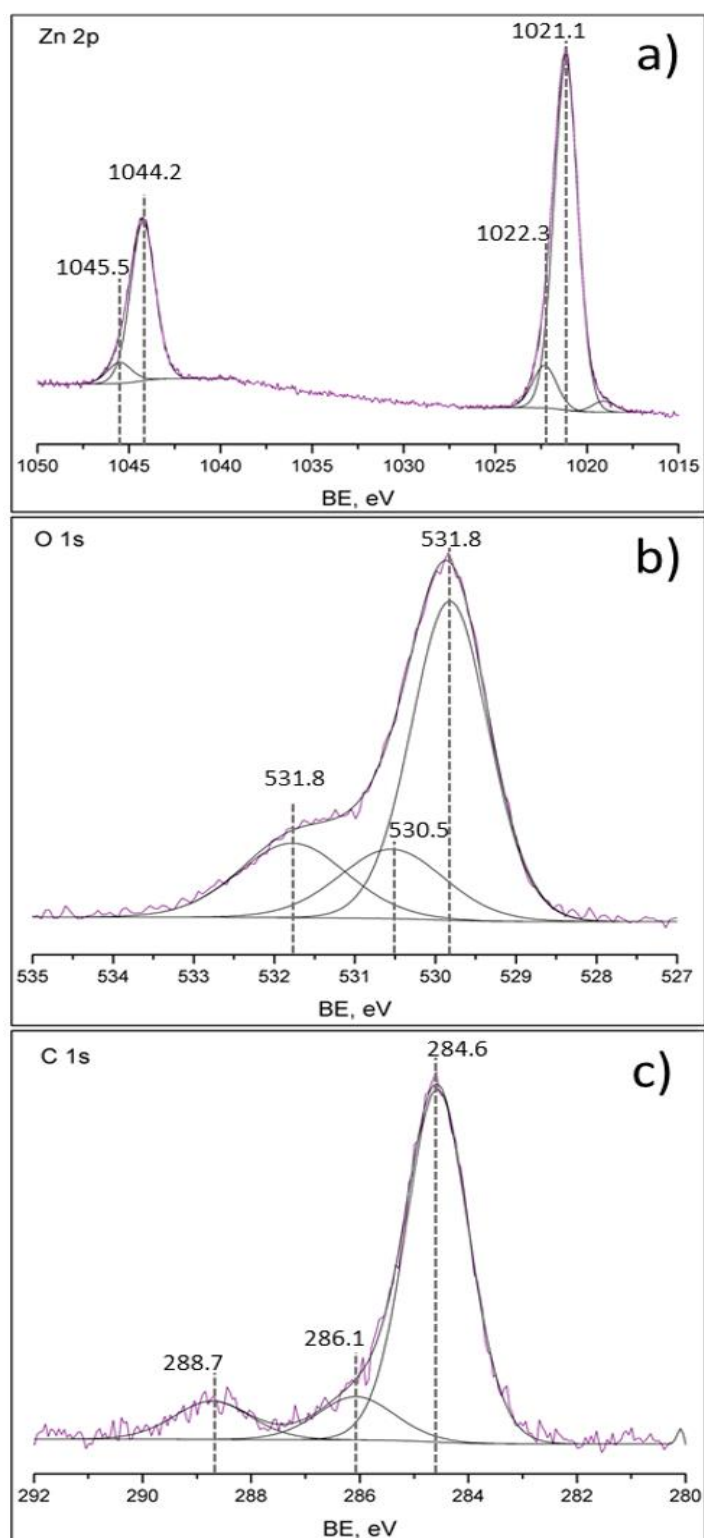 Zn 2p
1021.1
a)
1044.2
1022.3
1045.5
1050 1045 1040 1035 1030 1025 1020 1015
BE, eV
O 1s
531.8
b)
531.8
530.5
535 534 533 532 531 530 529 528 527
BE, eV
C 1s
284.6
c)
286.1
288.7
292 290 288 286 284 282 280
BE, eV